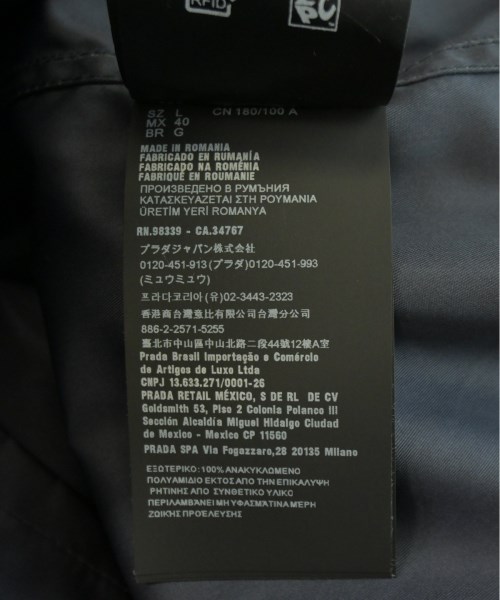 RFID
EPC
SZ L CN 180/100 A
MX 40
BR G
MADE IN ROMANIA
FABRICADO EN RUMANÍA
FABRICADO NA ROMÊNIA
FABRIQUÉ EN ROUMANIE
ПРОИЗВЕДЕНО В РУМЪНИЯ
ΚΑΤΑΣΚΕΥΑΖΕΤΑΙ ΣΤΗ ΡΟΥΜΑΝΙΑ
ÜRETİM YERİ ROMANYA
RN.98339 - CA.34767
プラダジャパン株式会社
0120-451-913(プラダ)0120-451-993
(ミュウミュウ)
프라다코리아(유)02-3443-2323
香港商台灣壹比有限公司台灣分公司
886-2-2571-5255
臺北市中山區中山北路二段44號12樓A室
Prada Brasil Importação e Comércio
de Artigos de Luxo Ltda
CNPJ 13.633.271/0001-26
PRADA RETAIL MÉXICO, S DE RL DE CV
Goldsmith 53, Piso 2 Colonia Polanco III
Sección Alcaldía Miguel Hidalgo Ciudad
de Mexico - Mexico CP 11560
PRADA SPA Via Fogazzaro,28 20135 Milano
ΕΞΩΤΕΡΙΚΟ: 100% ΑΝΑΚΥΚΛΩΜΕΝΟ
ΠΟΛΥΑΜΙΔΙΟ ΕΚΤΟΣ ΑΠΟ ΤΗΝ ΕΠΙΚΑΛΥΨΗ
ΡΗΤΙΝΗΣ ΑΠΟ ΣΥΝΘΕΤΙΚΟ ΥΛΙΚΟ
ΠΕΡΙΛΑΜΒΑΝΕΙ ΜΗ ΥΦΑΣΜΑΤΙΝΑ ΜΕΡΗ
ΖΩΙΚΗΣ ΠΡΟΕΛΕΥΣΗΣ